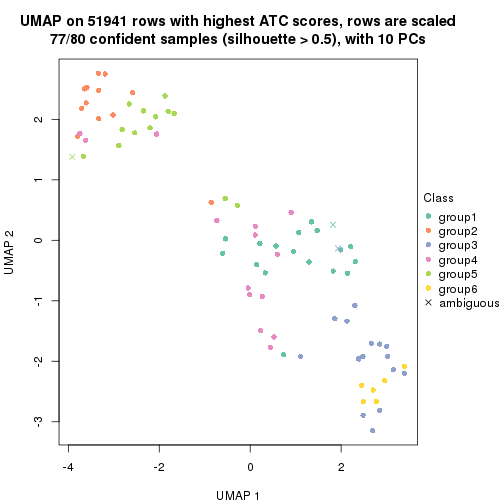 UMAP on 51941 rows with highest ATC scores, rows are scaled
77/80 confident samples (silhouette > 0.5), with 10 PCs
2
1
0
-1
-2
-3
UMAP 2
-4
-2
0
2
UMAP 1
Class
group1
group2
group3
group4
group5
group6
ambiguous